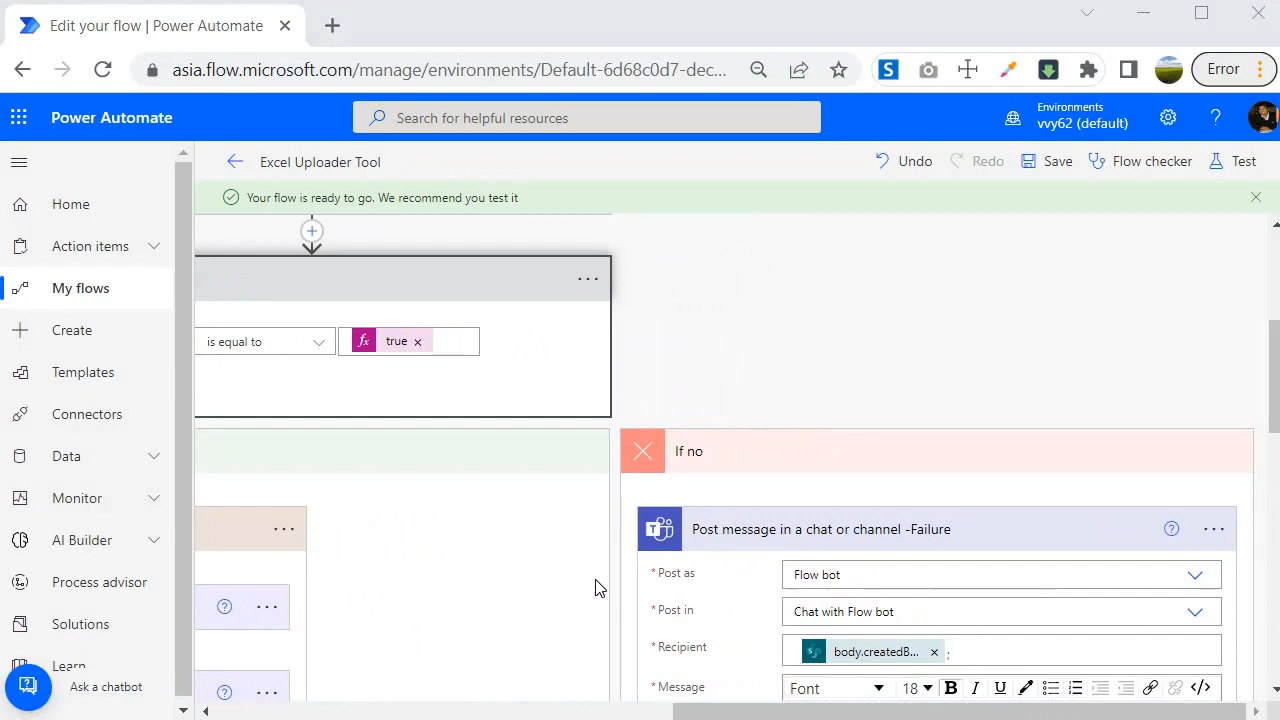 Edit your flow | Power Automate
asia.flow.microsoft.com/manage/environments/Default-6d68c0d7-dec...
S
Error
Power Automate
Search for helpful resources
Environments
vvy62 (default)
?
Excel Uploader Tool
Undo
Redo
Save
Flow checker
Test
Your flow is ready to go. We recommend you test it
Home
Action items
My flows
Create
Templates
Connectors
Data
Monitor
AI Builder
Process advisor
Solutions
Learn
Ask a chatbot
is equal to
fx true
If no
Post message in a chat or channel -Failure
* Post as
Flow bot
* Post in
Chat with Flow bot
* Recipient
body.createdB... ;
* Message
Font
18
B I U </>